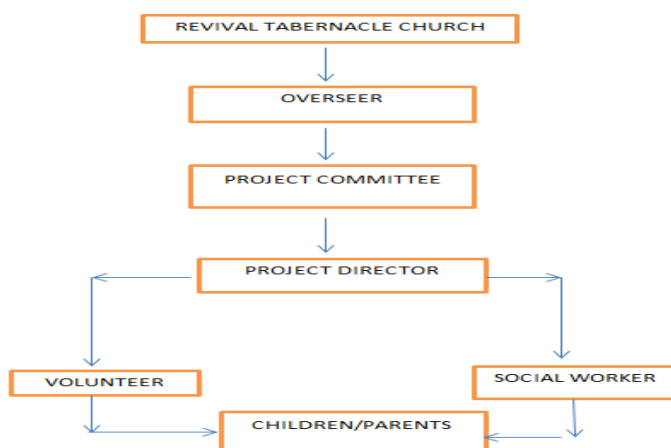 REVIVAL TABERNACLE CHURCH
OVERSEER
PROJECT COMMITTEE
PROJECT DIRECTOR
VOLUNTEER
SOCIAL WORKER
CHILDREN/PARENTS